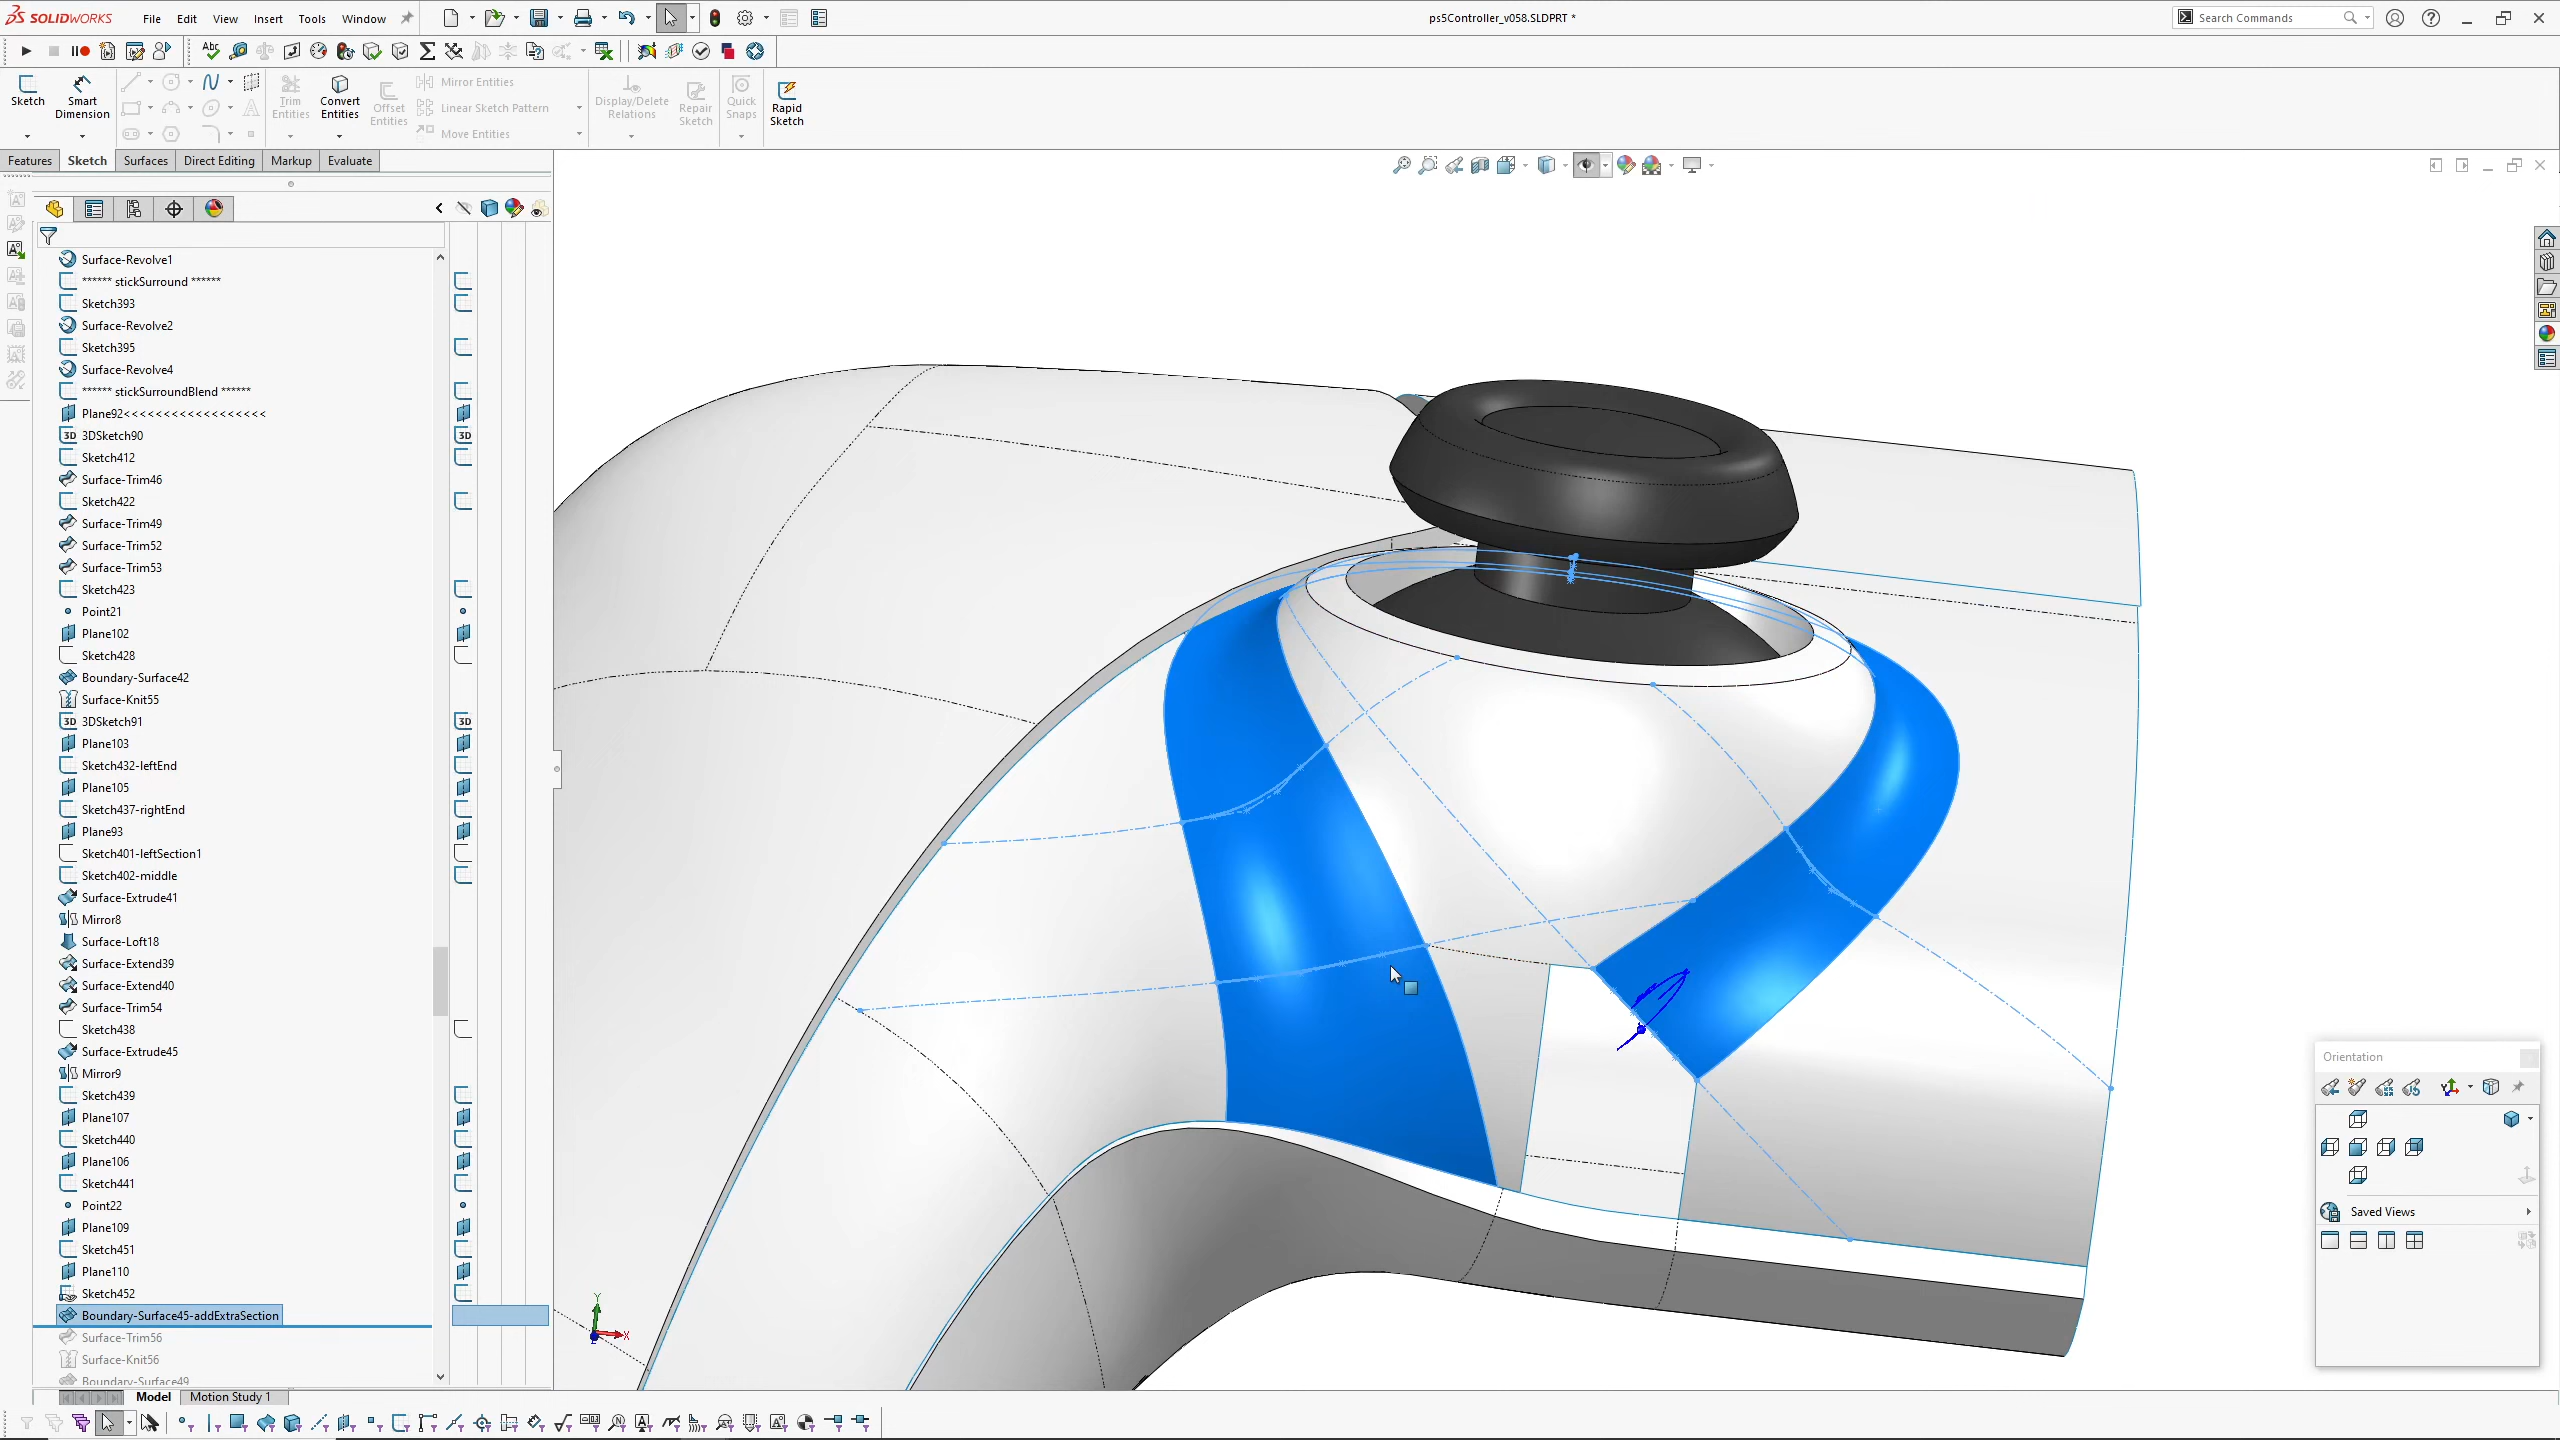 SOLIDWORKS File Edit View Insert Tools Window ps5Controller_v058.SLDPRT * Search Commands
Sketch Smart Dimension Trim Entities Convert Entities Offset Entities Mirror Entities Linear Sketch Pattern Move Entities Display/Delete Relations Repair Sketch Quick Snaps Rapid Sketch
Features Sketch Surfaces Direct Editing Markup Evaluate
Surface-Revolve1
****** stickSurround ******
Sketch393
Surface-Revolve2
Sketch395
Surface-Revolve4
****** stickSurroundBlend ******
Plane92<<<<<<<<<<<<<<<<<<
3D 3DSketch90 3D
Sketch412
Surface-Trim46
Sketch422
Surface-Trim49
Surface-Trim52
Surface-Trim53
Sketch423
Point21
Plane102
Sketch428
Boundary-Surface42
Surface-Knit55
3D 3DSketch91 3D
Plane103
Sketch432-leftEnd
Plane105
Sketch437-rightEnd
Plane93
Sketch401-leftSection1
Sketch402-middle
Surface-Extrude41
Mirror8
Surface-Loft18
Surface-Extend39
Surface-Extend40
Surface-Trim54
Sketch438
Surface-Extrude45
Mirror9
Sketch439
Plane107
Sketch440
Plane106
Sketch441
Point22
Plane109
Sketch451
Plane110
Sketch452
Boundary-Surface45-addExtraSection
Surface-Trim56
Surface-Knit56
Boundary-Surface49
Y
X
Orientation
Saved Views
Model Motion Study 1